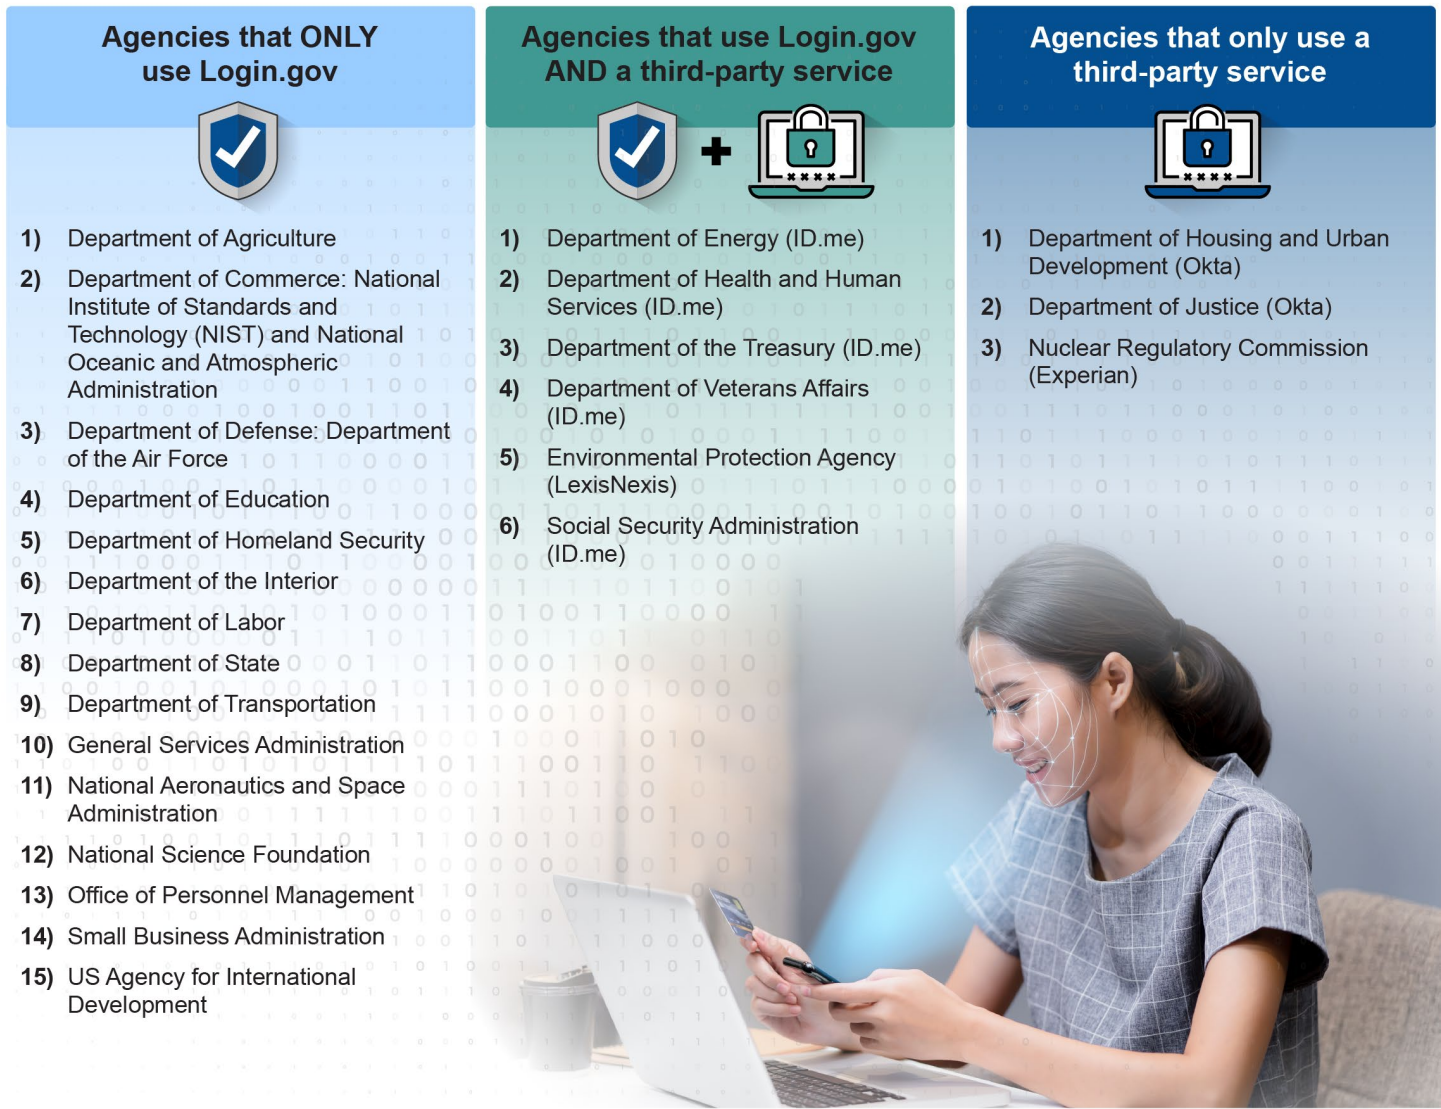 Agencies that ONLY
use Login.gov
1) Department of Agriculture
2) Department of Commerce: National
Institute of Standards and
Technology (NIST) and National
Oceanic and Atmospheric
Administration
3) Department of Defense: Department
of the Air Force
4) Department of Education
5) Department of Homeland Security
6) Department of the Interior
7) Department of Labor
8) Department of State
9) Department of Transportation
10) General Services Administration
11) National Aeronautics and Space
Administration
12) National Science Foundation
13) Office of Personnel Management
14) Small Business Administration
15) US Agency for International
Development
Agencies that use Login.gov
AND a third-party service
1) Department of Energy (ID.me)
2) Department of Health and Human
Services (ID.me)
3) Department of the Treasury (ID.me)
4) Department of Veterans Affairs
(ID.me)
5) Environmental Protection Agency
(LexisNexis)
6) Social Security Administration
(ID.me)
Agencies that only use a
third-party service
1) Department of Housing and Urban
Development (Okta)
2) Department of Justice (Okta)
3) Nuclear Regulatory Commission
(Experian)